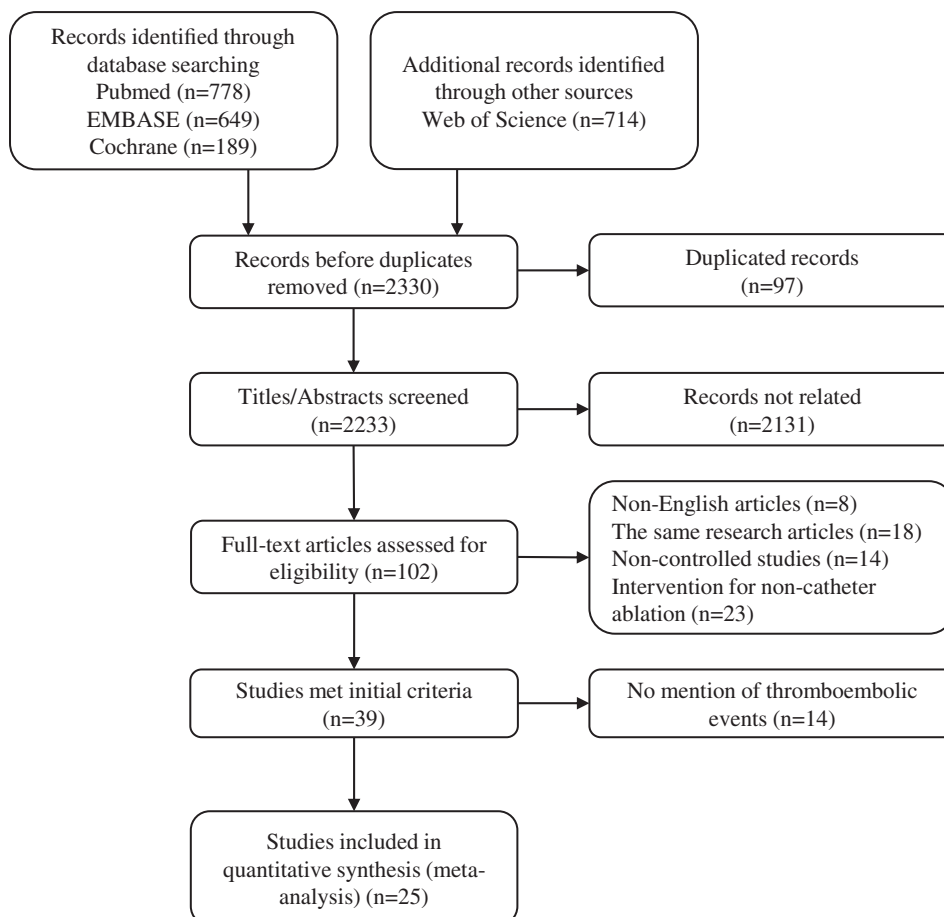 Records identified through
database searching
Pubmed (n=778)
EMBASE (n=649)
Cochrane (n=189)
Additional records identified
through other sources
Web of Science (n=714)
Records before duplicates
removed (n=2330)
Duplicated records
(n=97)
Titles/Abstracts screened
(n=2233)
Records not related
(n=2131)
Full-text articles assessed for
eligibility (n=102)
Non-English articles (n=8)
The same research articles (n=18)
Non-controlled studies (n=14)
Intervention for non-catheter
ablation (n=23)
Studies met initial criteria
(n=39)
No mention of thromboembolic
events (n=14)
Studies included in
quantitative synthesis (meta-
analysis) (n=25)